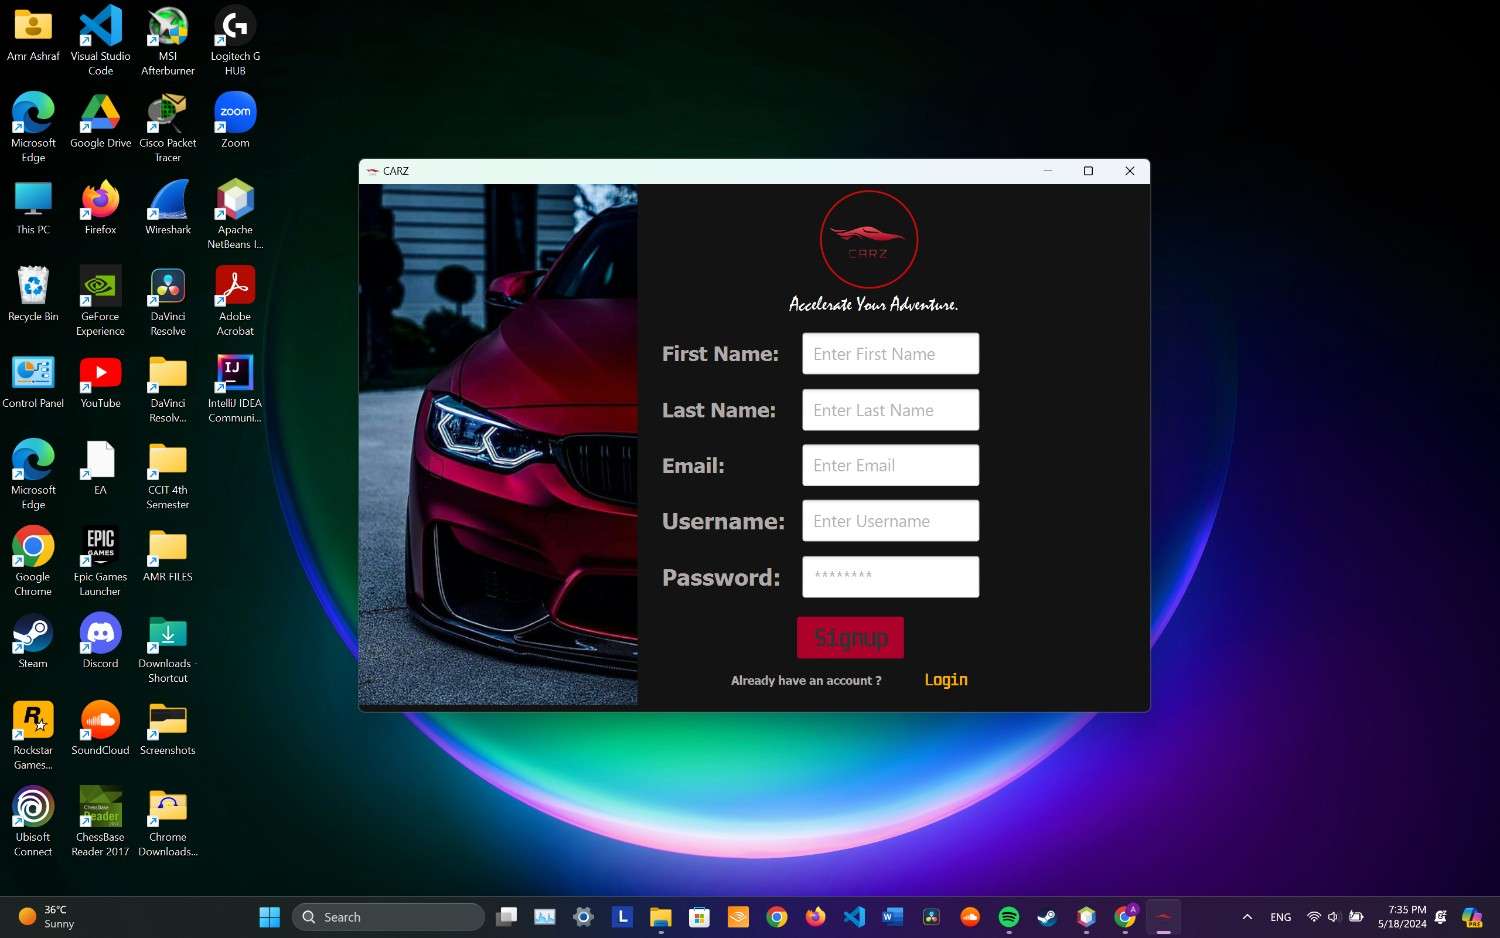 Amr Ashraf
Visual Studio
Code
MSI
Afterburner
Logitech G
HUB
Microsoft
Edge
Google Drive
Cisco Packet
Tracer
zoom
Zoom
This PC
Firefox
Wireshark
Apache
NetBeans I...
Recycle Bin
GeForce
Experience
DaVinci
Resolve
Adobe
Acrobat
Control Panel
YouTube
DaVinci
Resolv...
IJ
IntelliJ IDEA
Communi...
Microsoft
Edge
EA
CCIT 4th
Semester
Google
Chrome
EPIC
GAMES
Epic Games
Launcher
AMR FILES
Steam
Discord
Downloads -
Shortcut
Rockstar
Games...
SoundCloud
Screenshots
Ubisoft
Connect
ChessBase
Reader
ChessBase
Reader 2017
Chrome
Downloads...
CARZ
CARZ
Accelerate Your Adventure.
First Name:
Enter First Name
Last Name:
Enter Last Name
Email:
Enter Email
Username:
Enter Username
Password:
********
Signup
Already have an account ?
Login
36°C
Sunny
Search
L
W
A
ENG
7:35 PM
5/18/2024
PRE